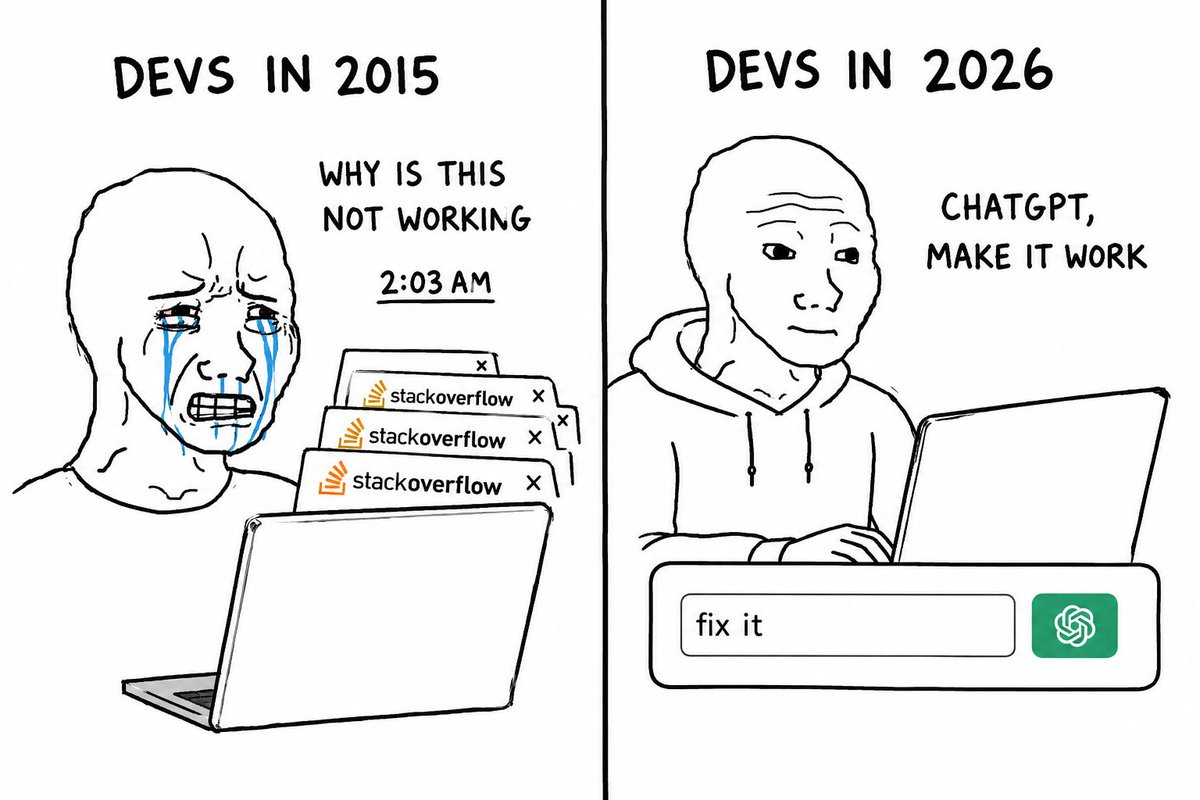 DEVS IN 2015
WHY IS THIS
NOT WORKING
2:03 AM
x
stackoverflow x
x
stackoverflow x
stackoverflow x
DEVS IN 2026
CHATGPT,
MAKE IT WORK
fix it